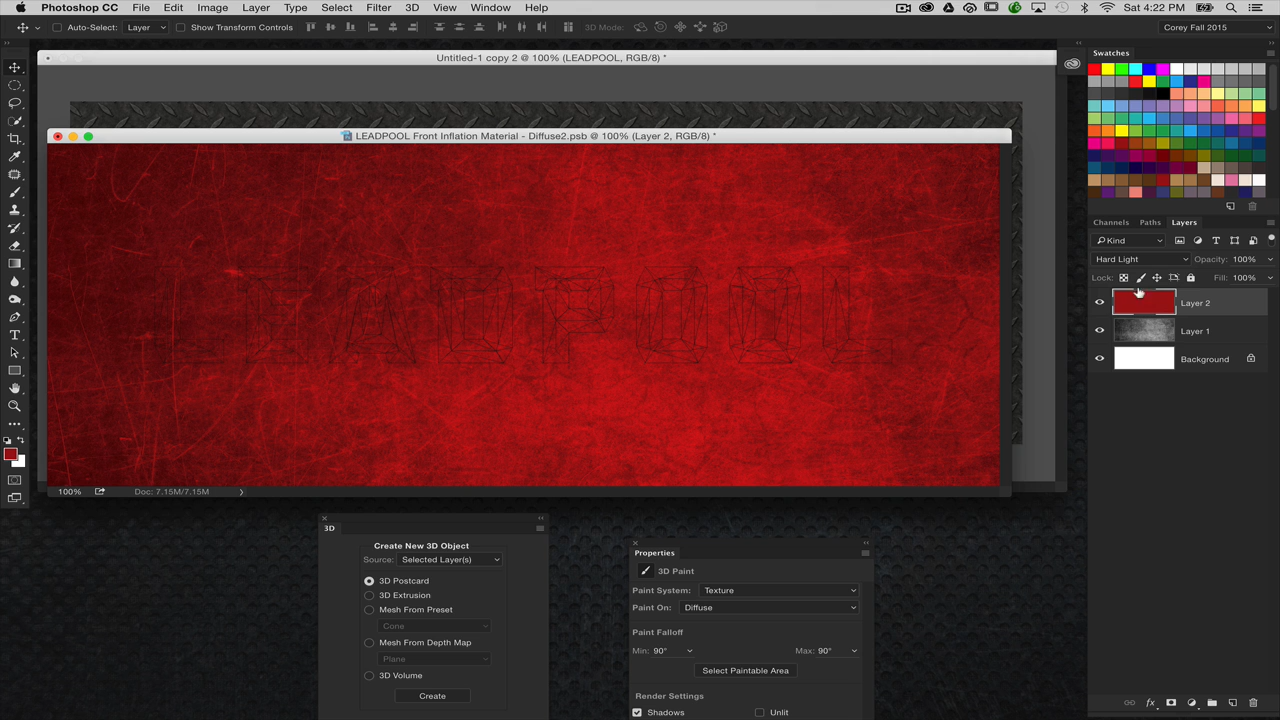 Photoshop CC File Edit Image Layer Type Select Filter 3D View Window Help Sat 4:22 PM Corey Fall 2015
Auto-Select: Layer Show Transform Controls 3D Mode: Corey Fall 2015
Untitled-1 copy 2 @ 100% (LEADPOOL, RGB/8) *
LEADPOOL Front Inflation Material - Diffuse2.psb @ 100% (Layer 2, RGB/8) *
100% Doc: 7.15M/7.15M
Swatches
Channels Paths Layers
Kind
Hard Light Opacity: 100%
Lock: Fill: 100%
Layer 2
Layer 1
Background
3D
Create New 3D Object
Source: Selected Layer(s)
3D Postcard
3D Extrusion
Mesh From Preset
Cone
Mesh From Depth Map
Plane
3D Volume
Create
Properties
3D Paint
Paint System: Texture
Paint On: Diffuse
Paint Falloff
Min: 90° Max: 90°
Select Paintable Area
Render Settings
Shadows Unlit